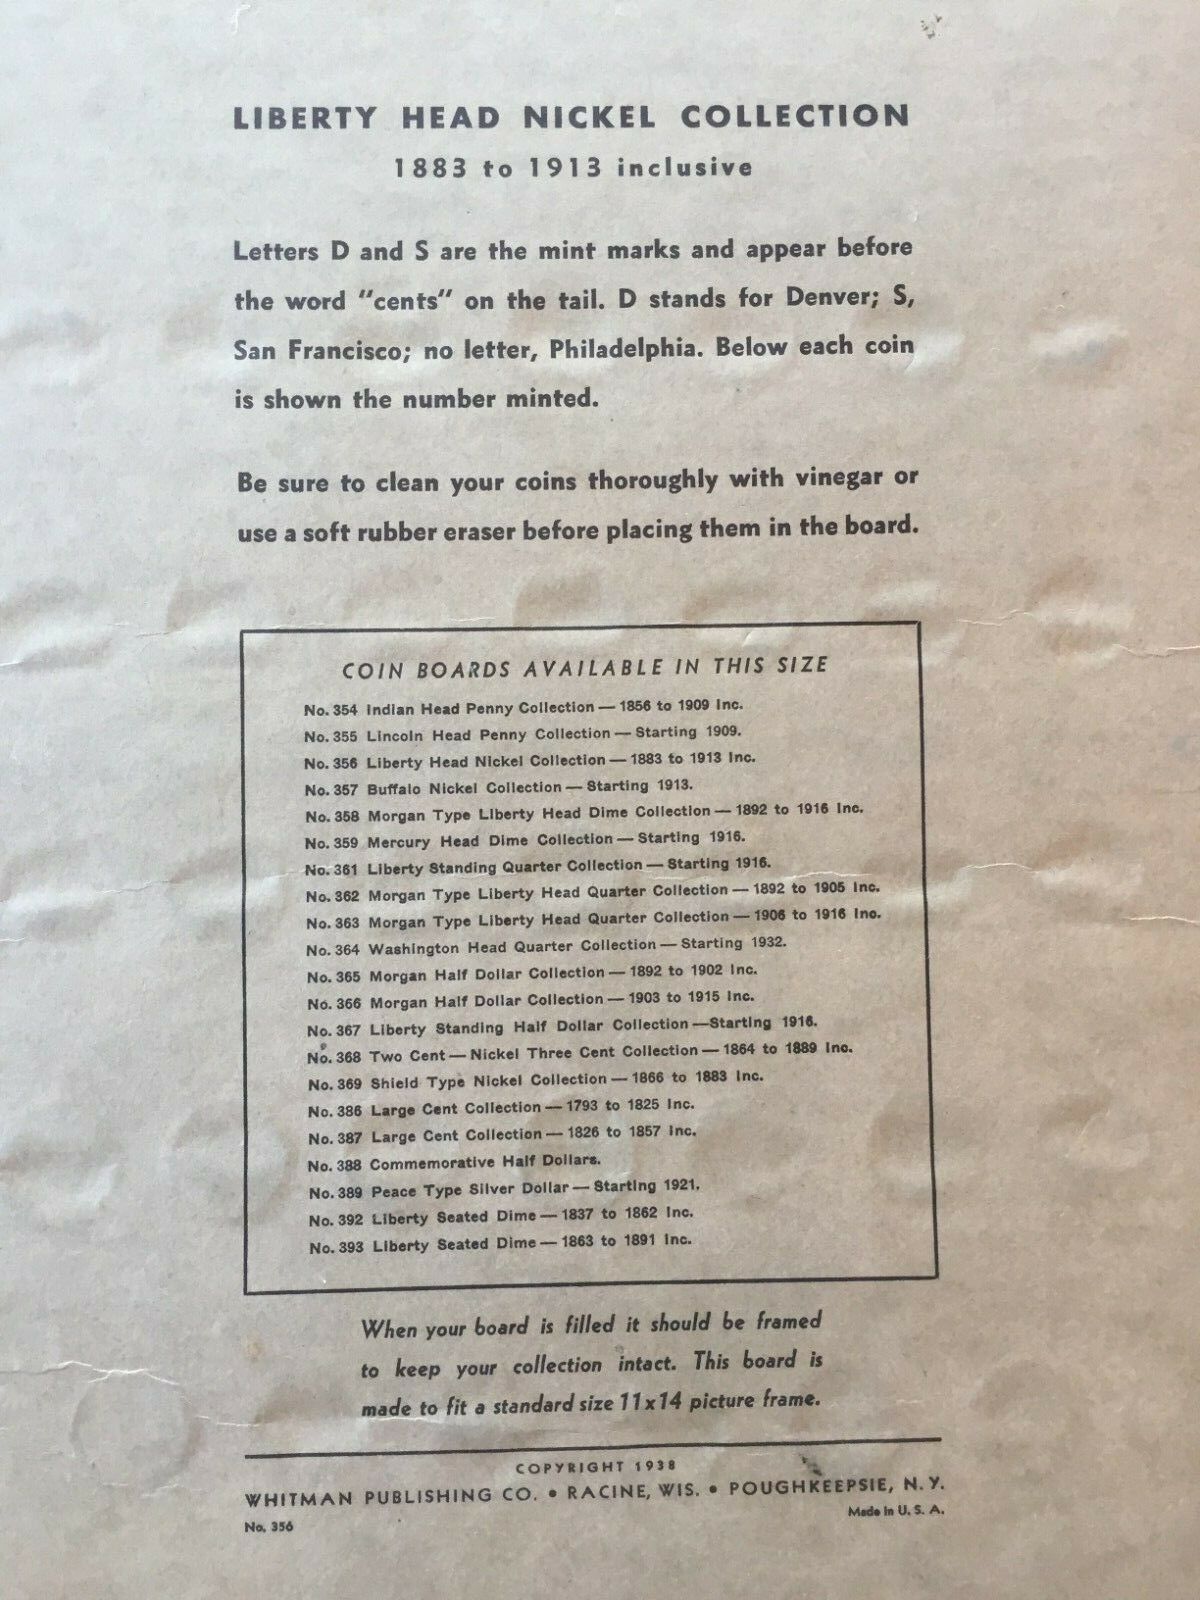 LIBERTY HEAD NICKEL COLLECTION
1883 to 1913 inclusive
Letters D and S are the mint marks and appear before
the word "cents" on the tail. D stands for Denver; S,
San Francisco; no letter, Philadelphia. Below each coin
is shown the number minted.
Be sure to clean your coins thoroughly with vinegar or
use a soft rubber eraser before placing them in the board.
COIN BOARDS AVAILABLE IN THIS SIZE
No. 354 Indian Head Penny Collection — 1856 to 1909 Inc.
No. 355 Lincoln Head Penny Collection — Starting 1909.
No. 356 Liberty Head Nickel Collection — 1883 to 1913 Inc.
No. 357 Buffalo Nickel Collection — Starting 1913.
No. 358 Morgan Type Liberty Head Dime Collection — 1892 to 1916 Inc.
No. 359 Mercury Head Dime Collection — Starting 1916.
No. 361 Liberty Standing Quarter Collection — Starting 1916.
No. 362 Morgan Type Liberty Head Quarter Collection — 1892 to 1905 Inc.
No. 363 Morgan Type Liberty Head Quarter Collection — 1906 to 1916 Inc.
No. 364 Washington Head Quarter Collection — Starting 1932.
No. 365 Morgan Half Dollar Collection — 1892 to 1902 Inc.
No. 366 Morgan Half Dollar Collection — 1903 to 1915 Inc.
No. 367 Liberty Standing Half Dollar Collection —Starting 1916.
No. 368 Two Cent — Nickel Three Cent Collection — 1864 to 1889 Inc.
No. 369 Shield Type Nickel Collection — 1866 to 1883 Inc.
No. 386 Large Cent Collection — 1793 to 1825 Inc.
No. 387 Large Cent Collection — 1826 to 1857 Inc.
No. 388 Commemorative Half Dollars.
No. 389 Peace Type Silver Dollar — Starting 1921.
No. 392 Liberty Seated Dime — 1837 to 1862 Inc.
No. 393 Liberty Seated Dime — 1863 to 1891 Inc.
When your board is filled it should be framed
to keep your collection intact. This board is
made to fit a standard size 11x14 picture frame.
COPYRIGHT 1938
WHITMAN PUBLISHING CO. • RACINE, WIS. • POUGHKEEPSIE, N. Y.
No. 356
Made in U. S. A.